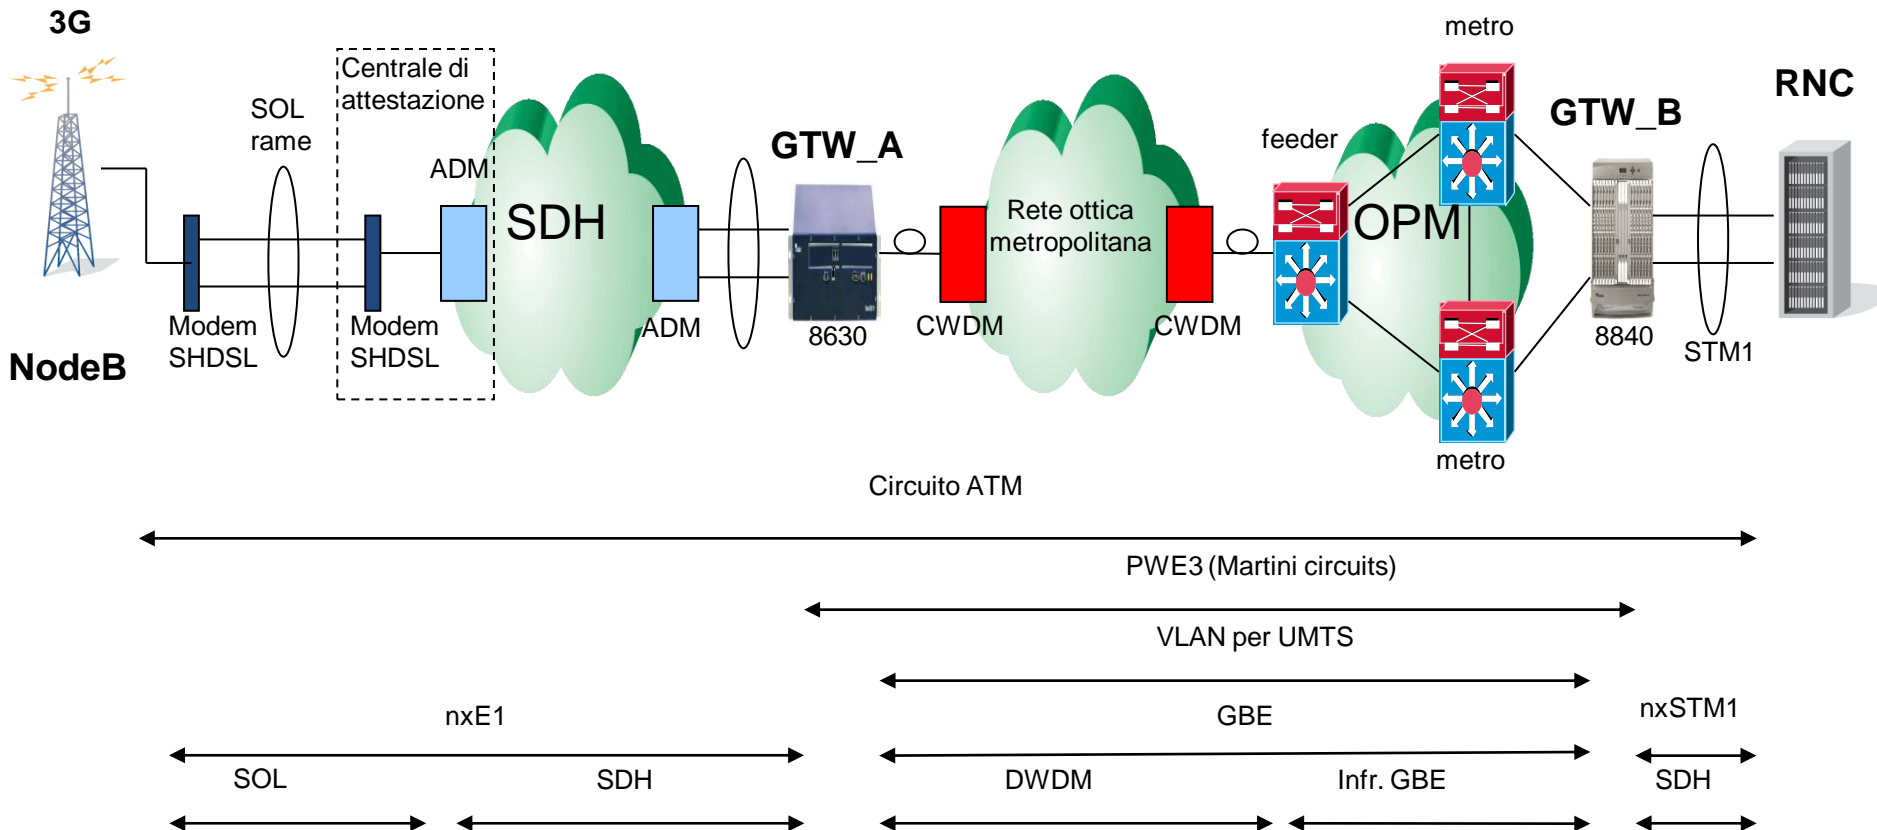 3G
metro
Centrale di
attestazione
RNC
SOL
rame
GTW_B
feeder
GTW_A
ADM
SDH
Rete ottica
metropolitana
OPM
Modem
SHDSL
Modem
SHDSL
ADM
8630
CWDM
CWDM
8840
STM1
NodeB
metro
Circuito ATM
PWE3 (Martini circuits)
VLAN per UMTS
nxE1
GBE
nxSTM1
SOL
SDH
DWDM
Infr. GBE
SDH